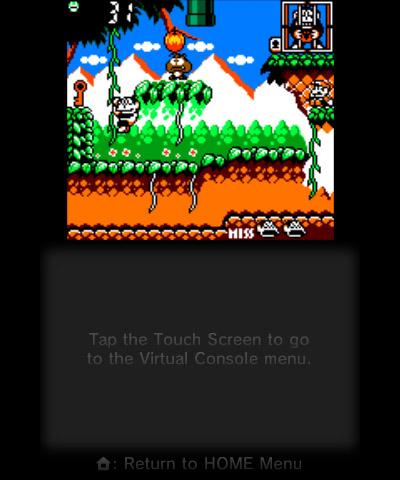 31
MISS
Tap the Touch Screen to go
to the Virtual Console menu.
: Return to HOME Menu